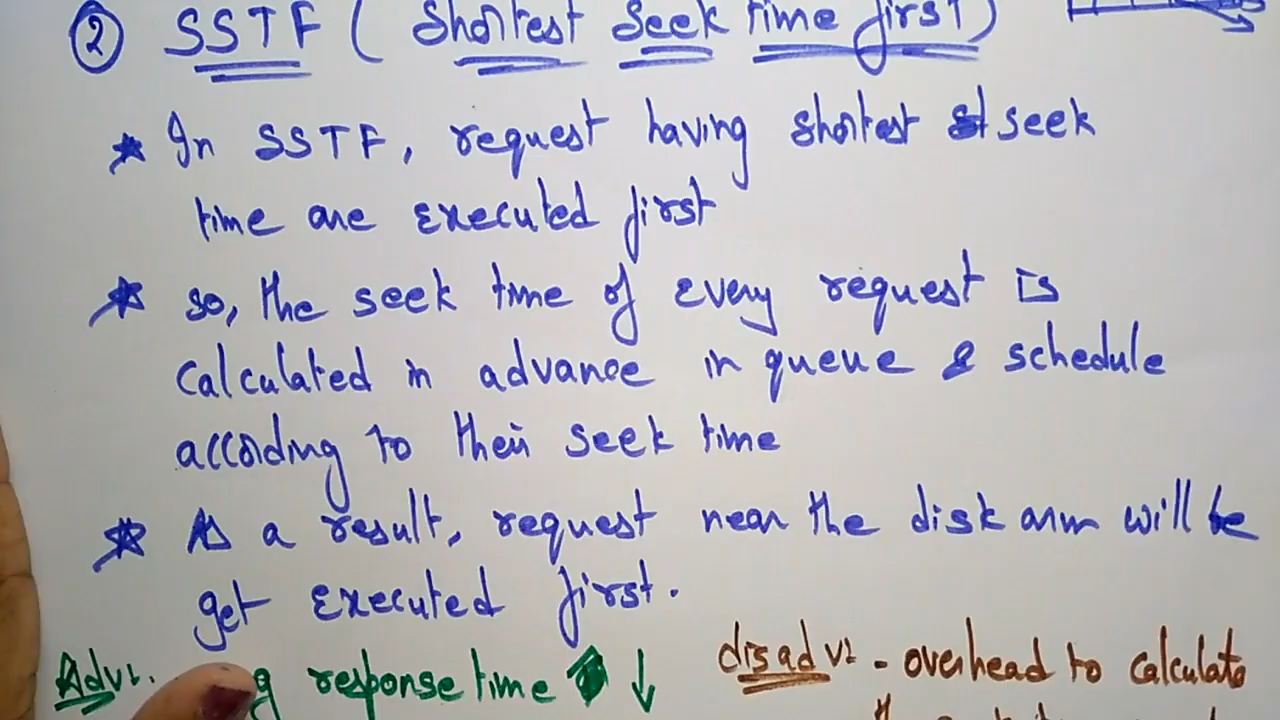 ② SSTF ( Shortest Seek time first )
* In SSTF, request having shortest seek
time are executed first
* so, the seek time of every request is
calculated in advance in queue & schedule
according to their seek time
* As a result, request near the disk arm will be
get executed first.
Adv:
response time ↓
disadv: - overhead to calculate